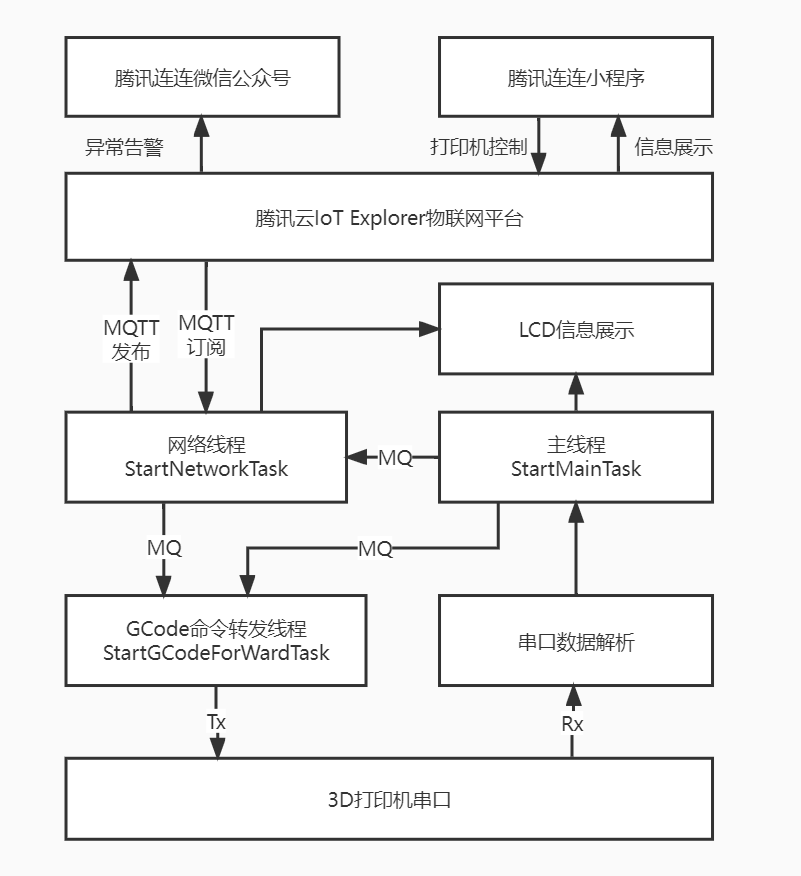 腾讯连连微信公众号
腾讯连连小程序
异常告警
打印机控制
信息展示
腾讯云IoT Explorer物联网平台
MQTT
发布
MQTT
订阅
LCD信息展示
网络线程
StartNetworkTask
MQ
主线程
StartMainTask
MQ
MQ
GCode命令转发线程
StartGCodeForWardTask
串口数据解析
Tx
Rx
3D打印机串口